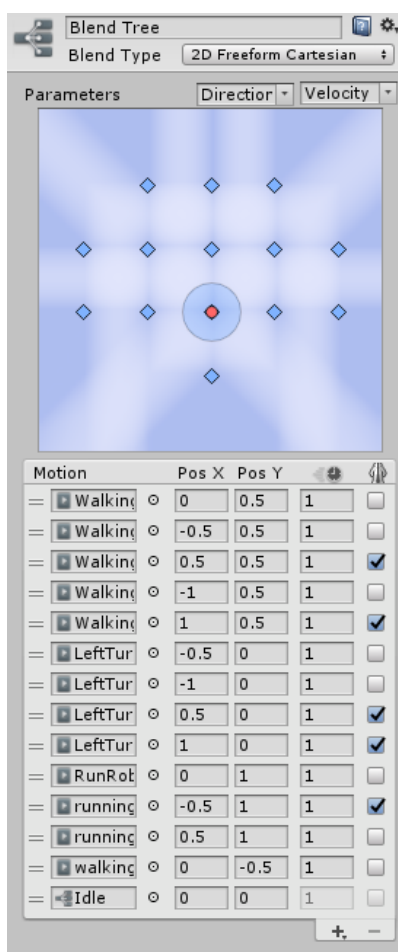 Blend Tree
Blend Type 2D Freeform Cartesian
Parameters Direction Velocity
Motion Pos X Pos Y
Walking 0 0.5 1
Walking -0.5 0.5 1
Walking 0.5 0.5 1
Walking -1 0.5 1
Walking 1 0.5 1
LeftTur -0.5 0 1
LeftTur -1 0 1
LeftTur 0.5 0 1
LeftTur 1 0 1
RunRob 0 1 1
running -0.5 1 1
running 0.5 1 1
walking 0 -0.5 1
Idle 0 0 1